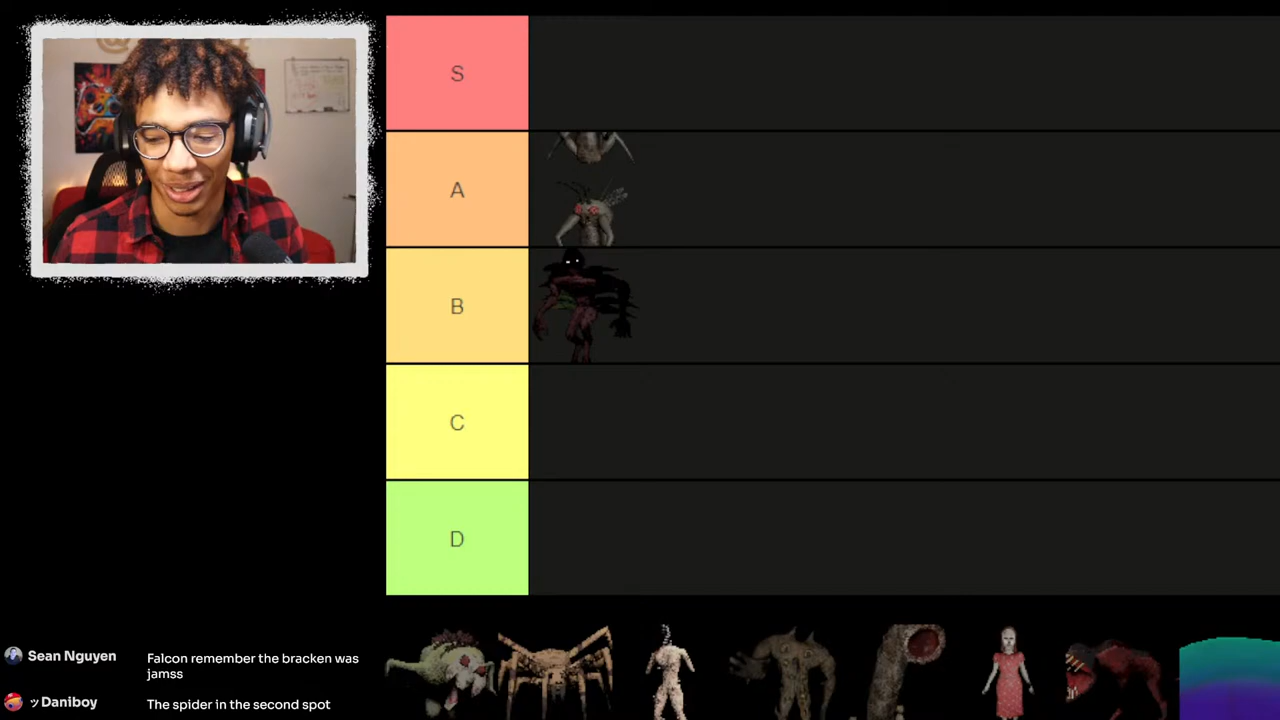 S
A
B
C
D
Sean Nguyen
Falcon remember the bracken was
jamss
ッDaniboy
The spider in the second spot